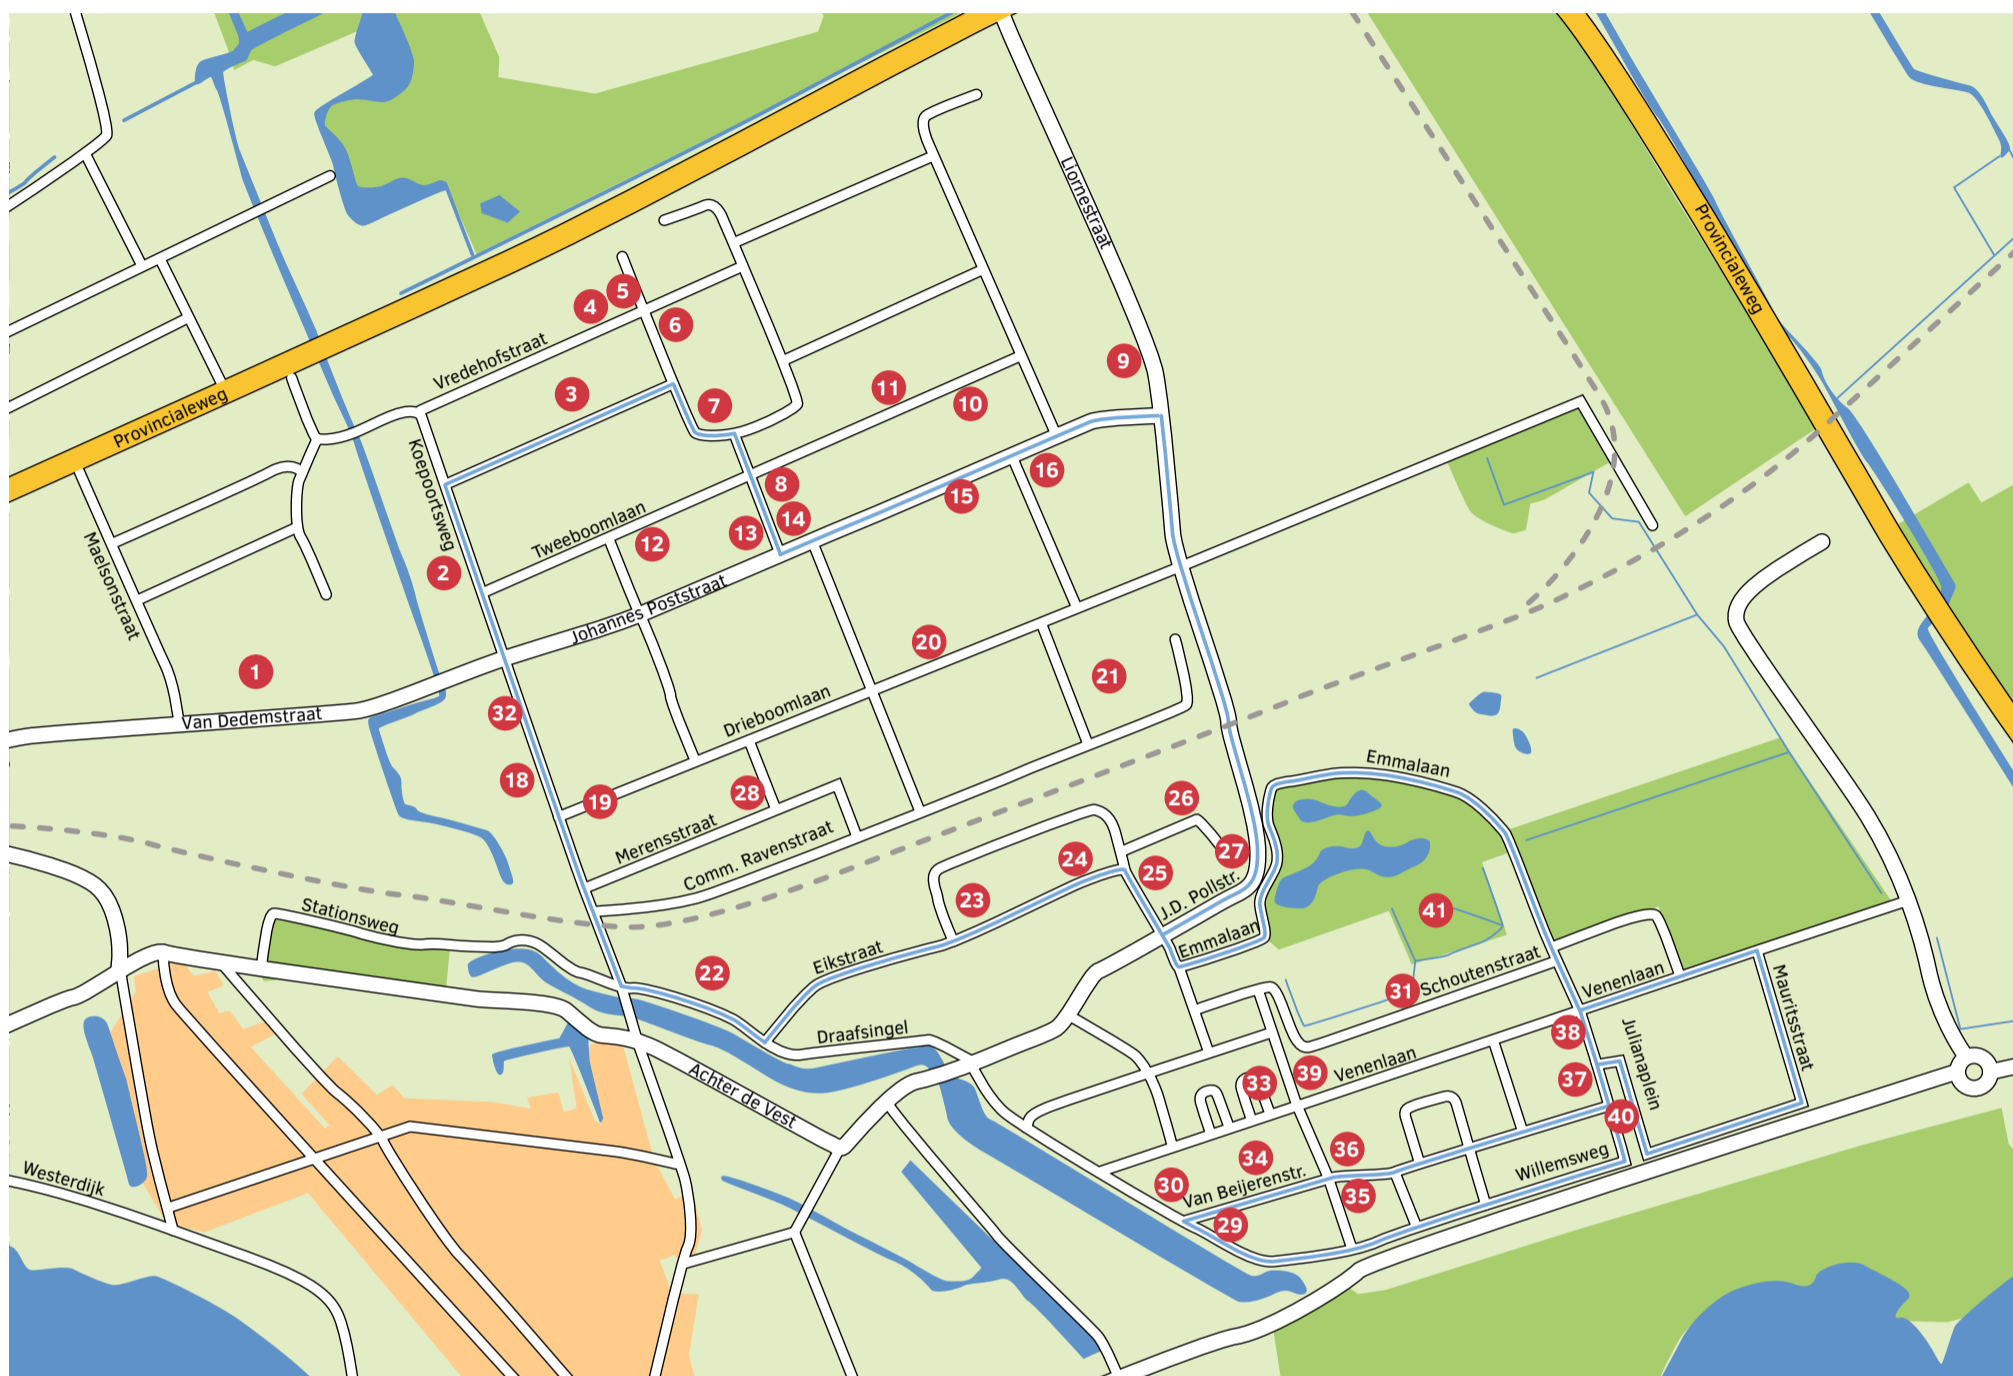 Liornestraat
Provincialeweg
5
4
6
Vredehofstraat
9
3
11
7
10
Provincialeweg
Koepoortsweg
16
8
15
Tweeboomlaan
14
13
12
Maelsonstraat
2
Johannes Poststraat
20
1
21
Drieboomlaan
32
Van Dedemstraat
Emmalaan
18
28
26
19
Merensstraat
Comm. Ravenstraat
27
24
25
J.D. Pollstr.
23
41
Stationsweg
Emmalaan
Eikstraat
22
Schoutenstraat
31
Venenlaan
Mauritsstraat
Draafsingel
38
Julianaplein
Venenlaan
39
37
33
Achter de Vest
40
36
34
Willemsweg
Westerdijk
30
Van Beijerenstr.
35
29